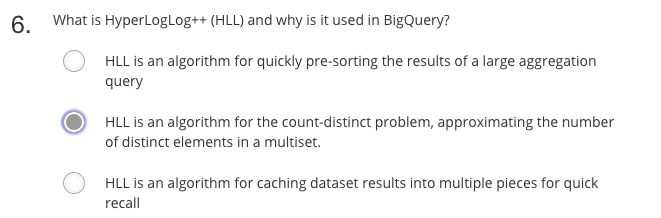 6. What is HyperLogLog++ (HLL) and why is it used in BigQuery?
HLL is an algorithm for quickly pre-sorting the results of a large aggregation
query
HLL is an algorithm for the count-distinct problem, approximating the number
of distinct elements in a multiset.
HLL is an algorithm for caching dataset results into multiple pieces for quick
recall